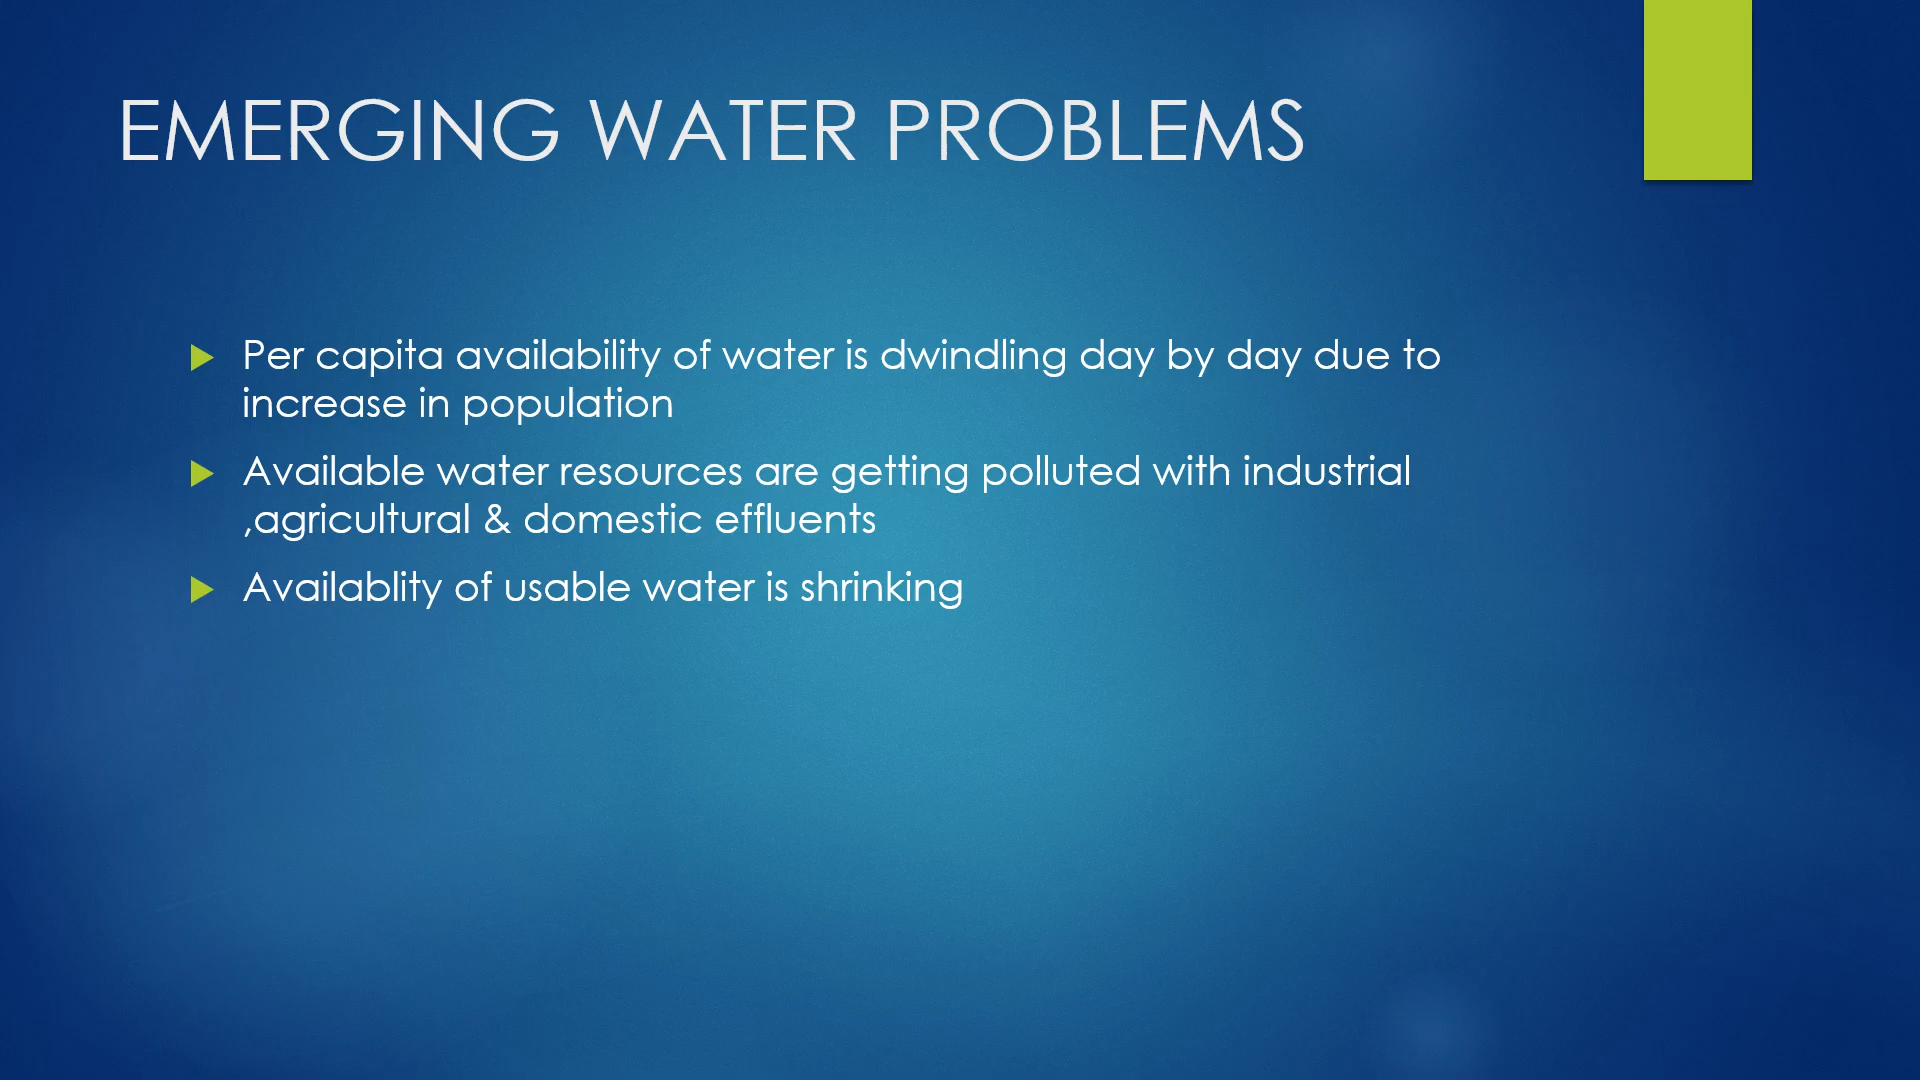 EMERGING WATER PROBLEMS
Per capita availability of water is dwindling day by day due to
increase in population
Available water resources are getting polluted with industrial
,agricultural & domestic effluents
Availablity of usable water is shrinking